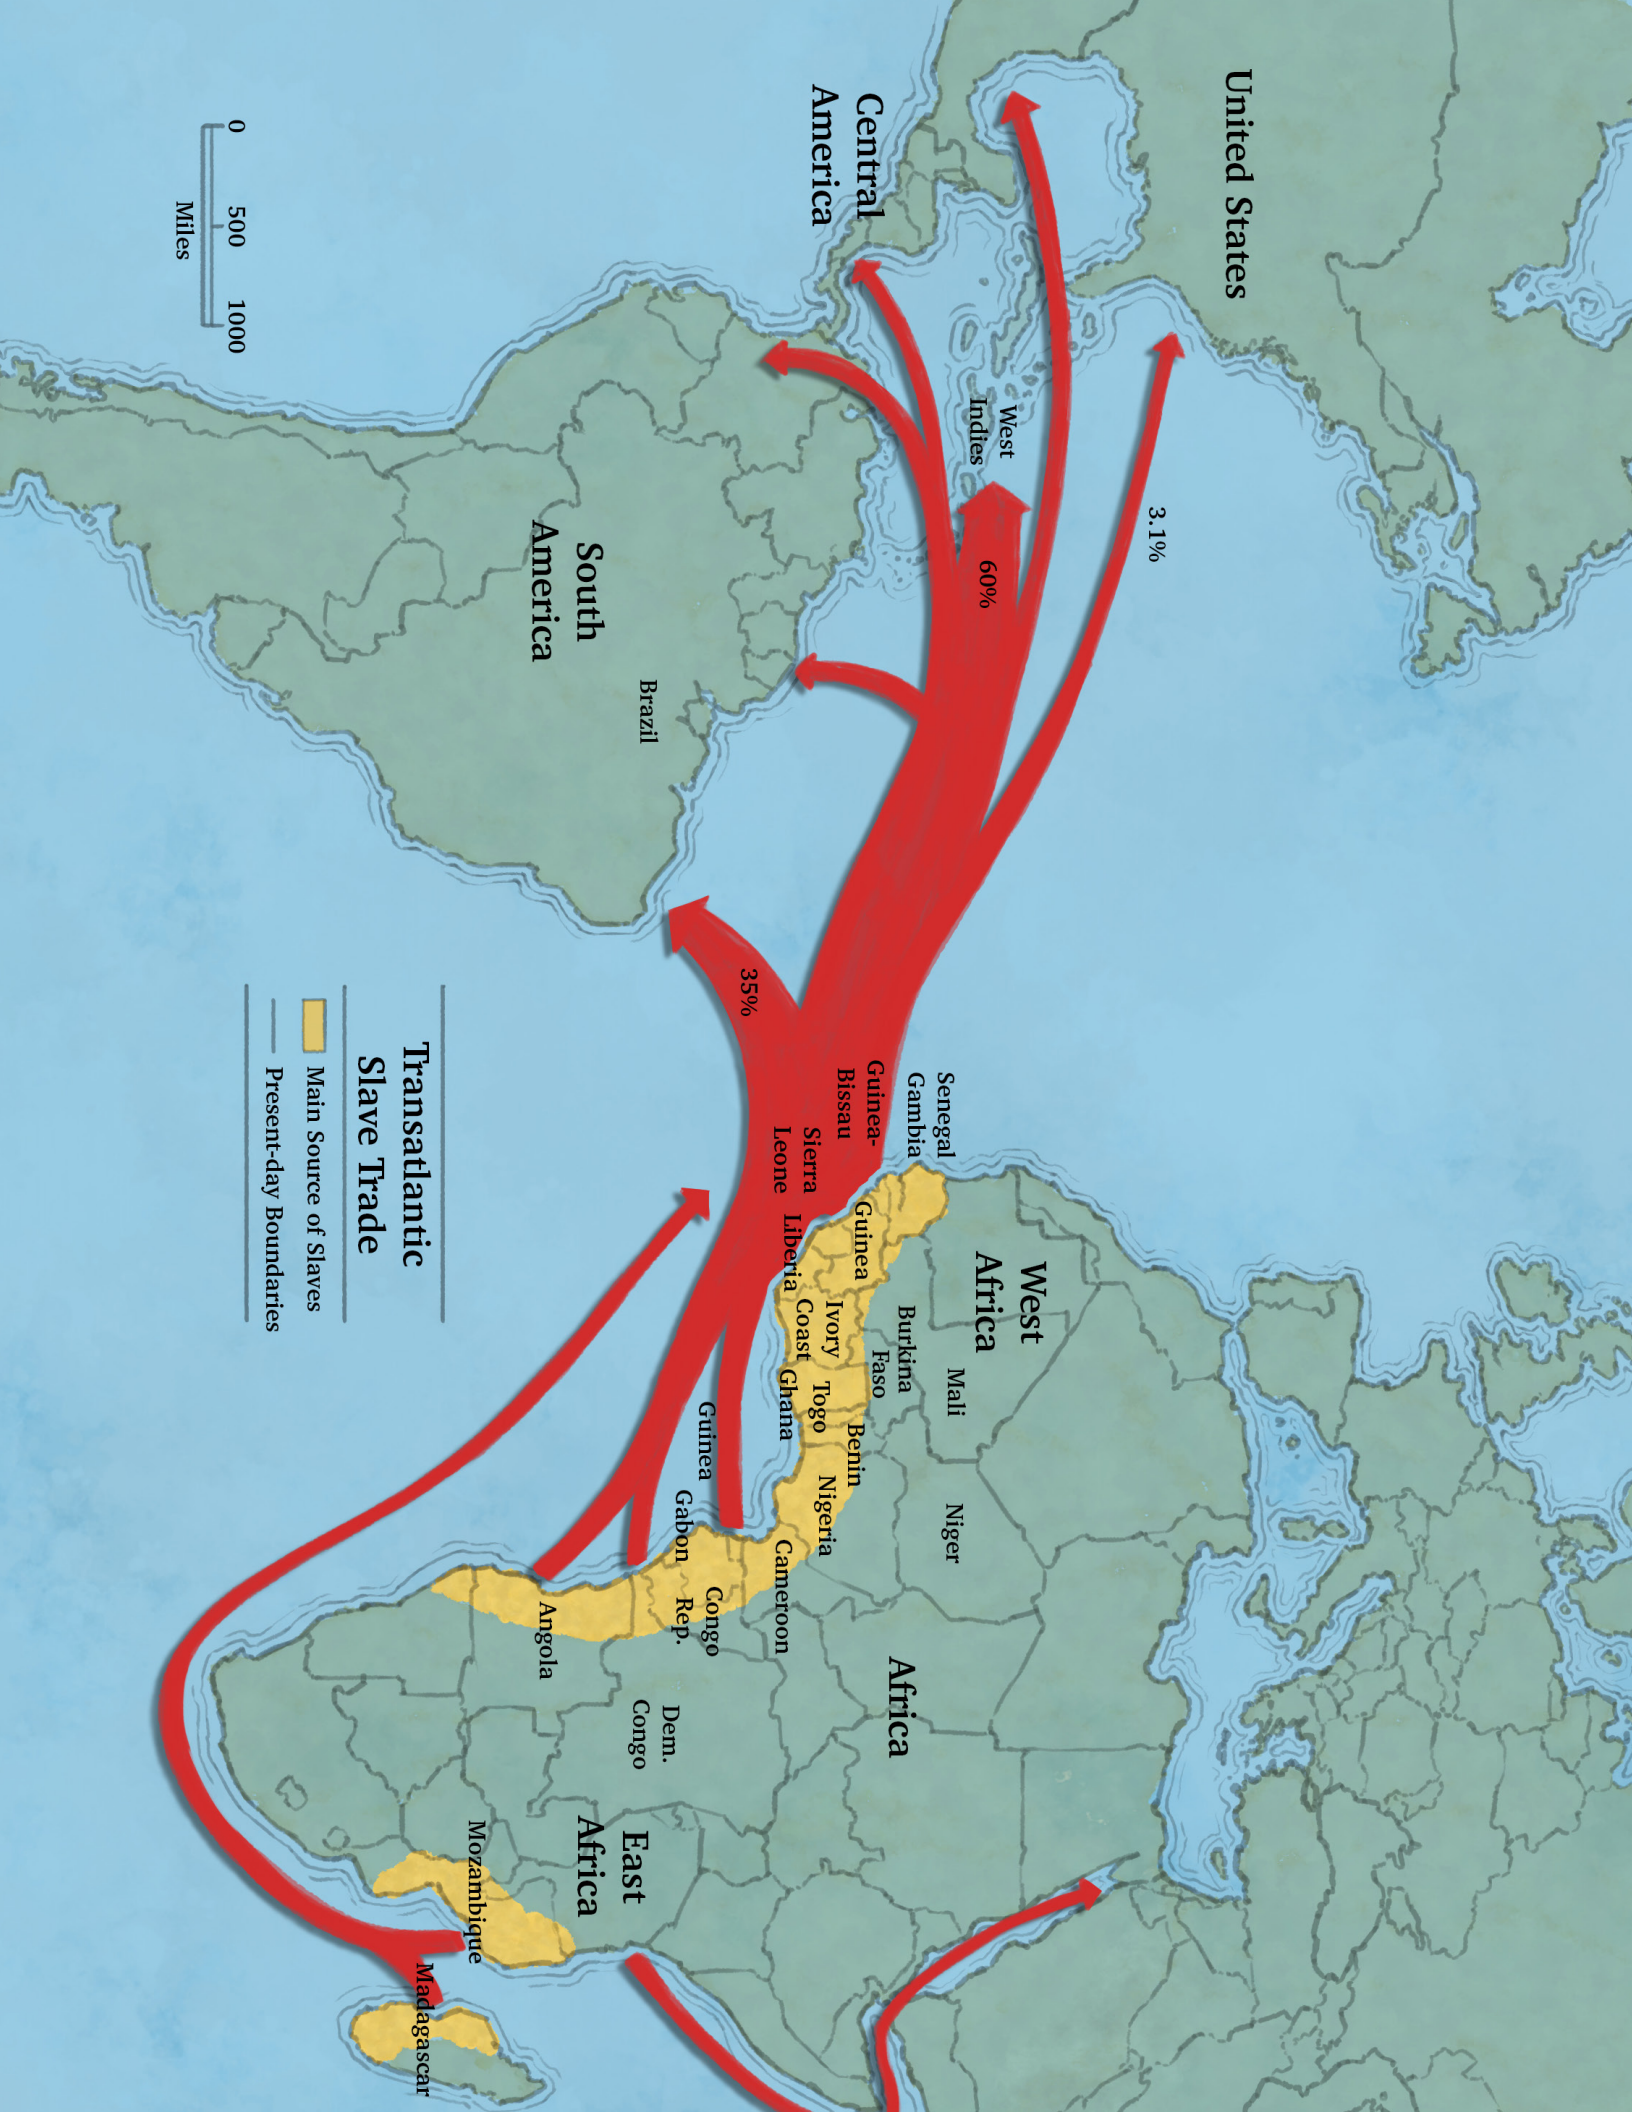 United States
3.1%
Central
America
West
Indies
60%
South
America
Brazil
35%
0 500 1000
Miles
Senegal
Gambia
Guinea-
Bissau
Sierra
Leone
Liberia
Guinea
West
Africa
Mali
Burkina
Faso
Ivory
Coast
Togo
Ghana
Benin
Nigeria
Niger
Cameroon
Guinea
Gabon
Congo
Rep.
Africa
Angola
Dem.
Congo
East
Africa
Mozambique
Madagascar
Transatlantic
Slave Trade
Main Source of Slaves
Present-day Boundaries